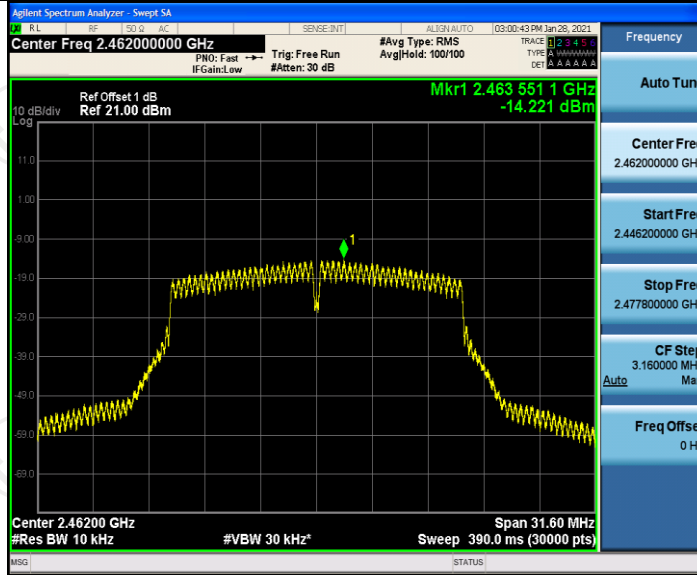 Agilent Spectrum Analyzer - Swept SA
LXI RL RF 50 Ω AC SENSE:INT ALIGN AUTO 03:00:43 PM Jan 28, 2021
Center Freq 2.462000000 GHz
PNO: Fast
IFGain:Low
Trig: Free Run
#Atten: 30 dB
#Avg Type: RMS
Avg|Hold: 100/100
TRACE 1 2 3 4 5 6
TYPE A WWWWW
DET A A A A A A
Mkr1 2.463 551 1 GHz
-14.221 dBm
Ref Offset 1 dB
10 dB/div Ref 21.00 dBm
Log
11.0
1.00
-9.00
1
-19.0
-29.0
-39.0
-49.0
-59.0
-69.0
Center 2.46200 GHz Span 31.60 MHz
#Res BW 10 kHz #VBW 30 kHz* Sweep 390.0 ms (30000 pts)
MSG STATUS
Frequency
Auto Tun
Center Fre
2.462000000 GH
Start Fre
2.446200000 GH
Stop Fre
2.477800000 GH
CF Ste
3.160000 MH
Auto Ma
Freq Offse
0 H